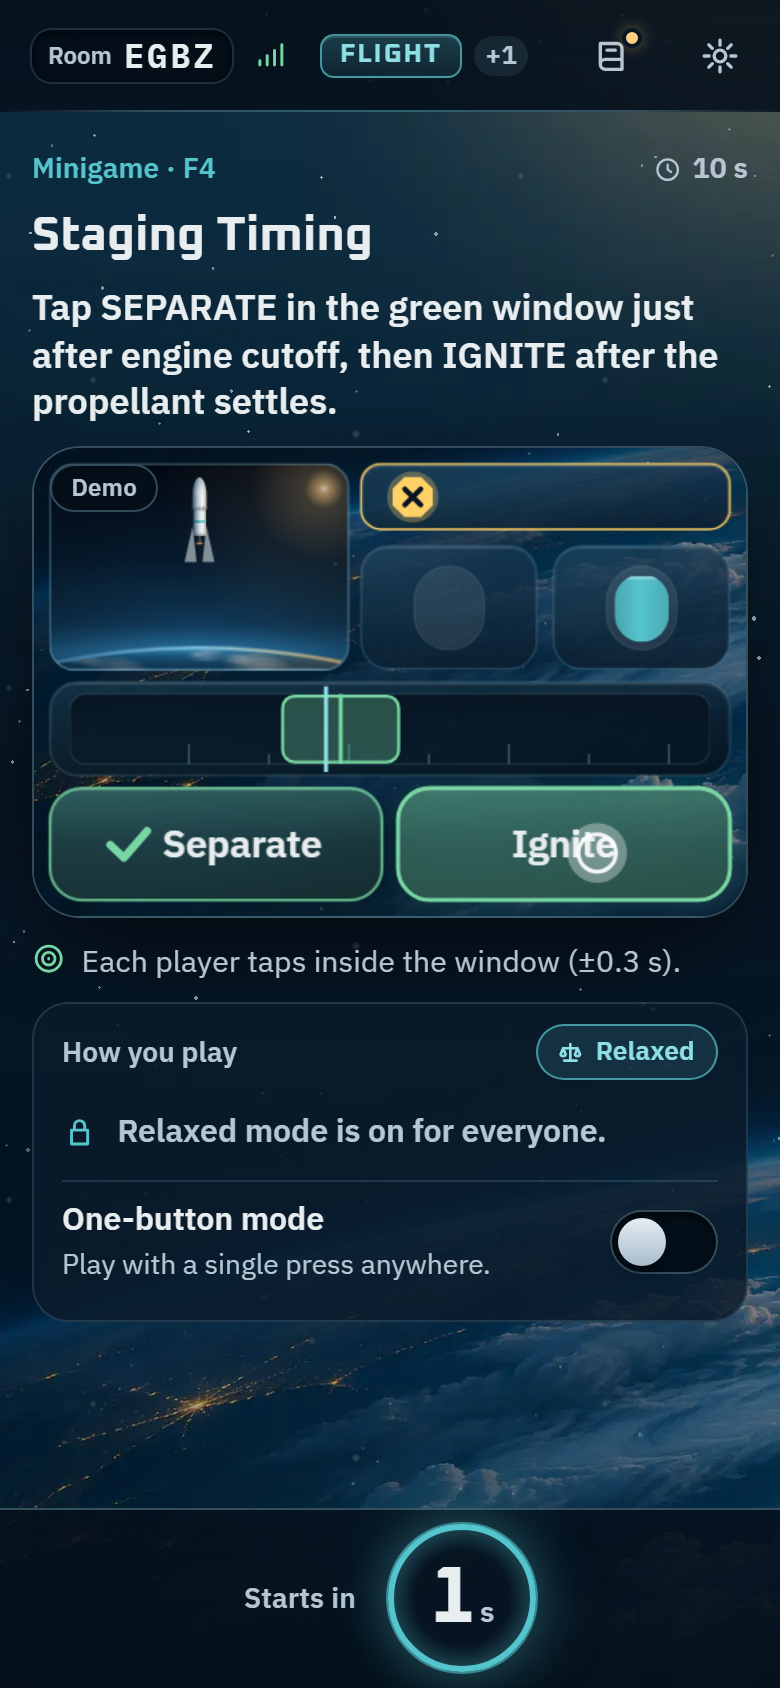 Room EGBZ FLIGHT +1
Minigame · F4
10 s
Staging Timing
Tap SEPARATE in the green window just
after engine cutoff, then IGNITE after the
propellant settles.
Demo
Separate
Ignite
Each player taps inside the window (±0.3 s).
How you play
Relaxed
Relaxed mode is on for everyone.
One-button mode
Play with a single press anywhere.
Starts in 1 s